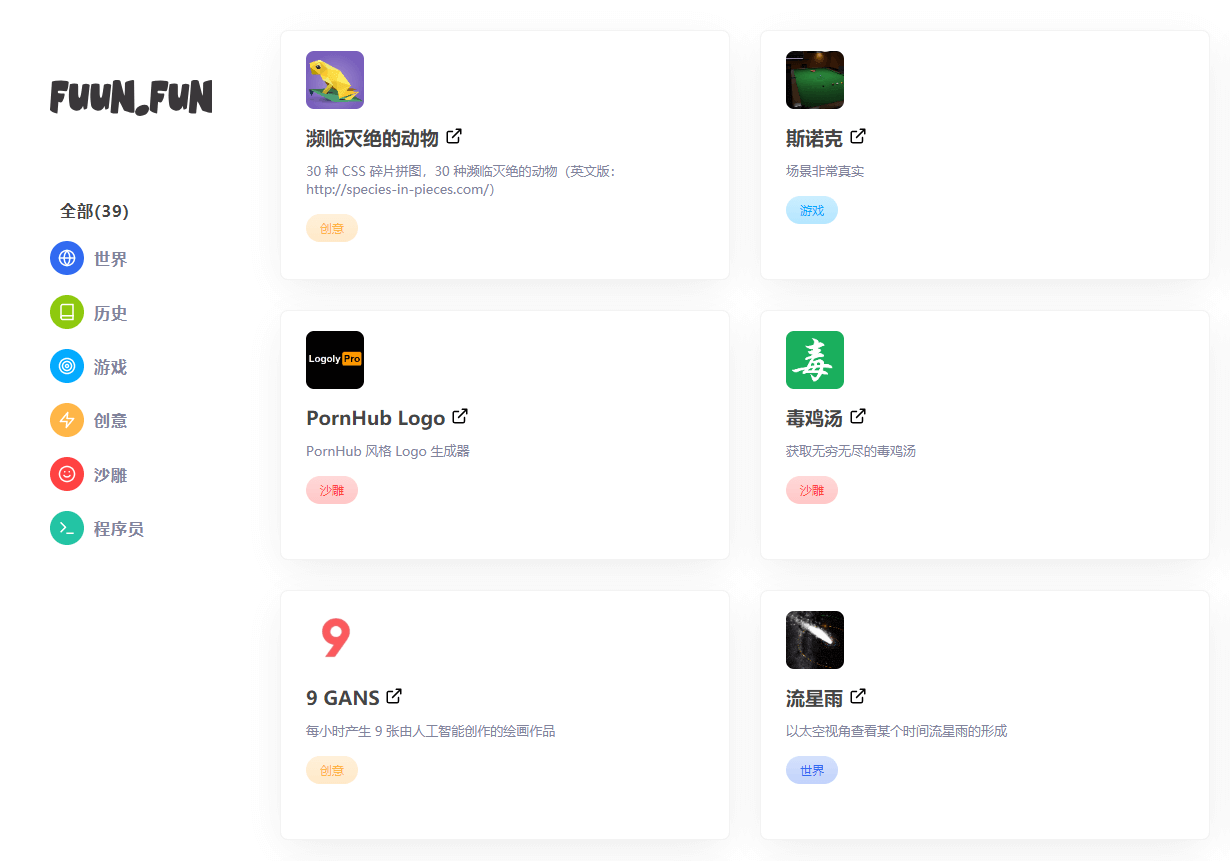 FUUN.FUN
全部(39)
世界
历史
游戏
创意
沙雕
程序员
濒临灭绝的动物
30 种 CSS 碎片拼图，30 种濒临灭绝的动物（英文版：
http://species-in-pieces.com/）
创意
斯诺克
场景非常真实
游戏
Logoly Pro
PornHub Logo
PornHub 风格 Logo 生成器
沙雕
毒
毒鸡汤
获取无穷无尽的毒鸡汤
沙雕
9
9 GANS
每小时产生 9 张由人工智能创作的绘画作品
创意
流星雨
以太空视角查看某个时间流星雨的形成
世界